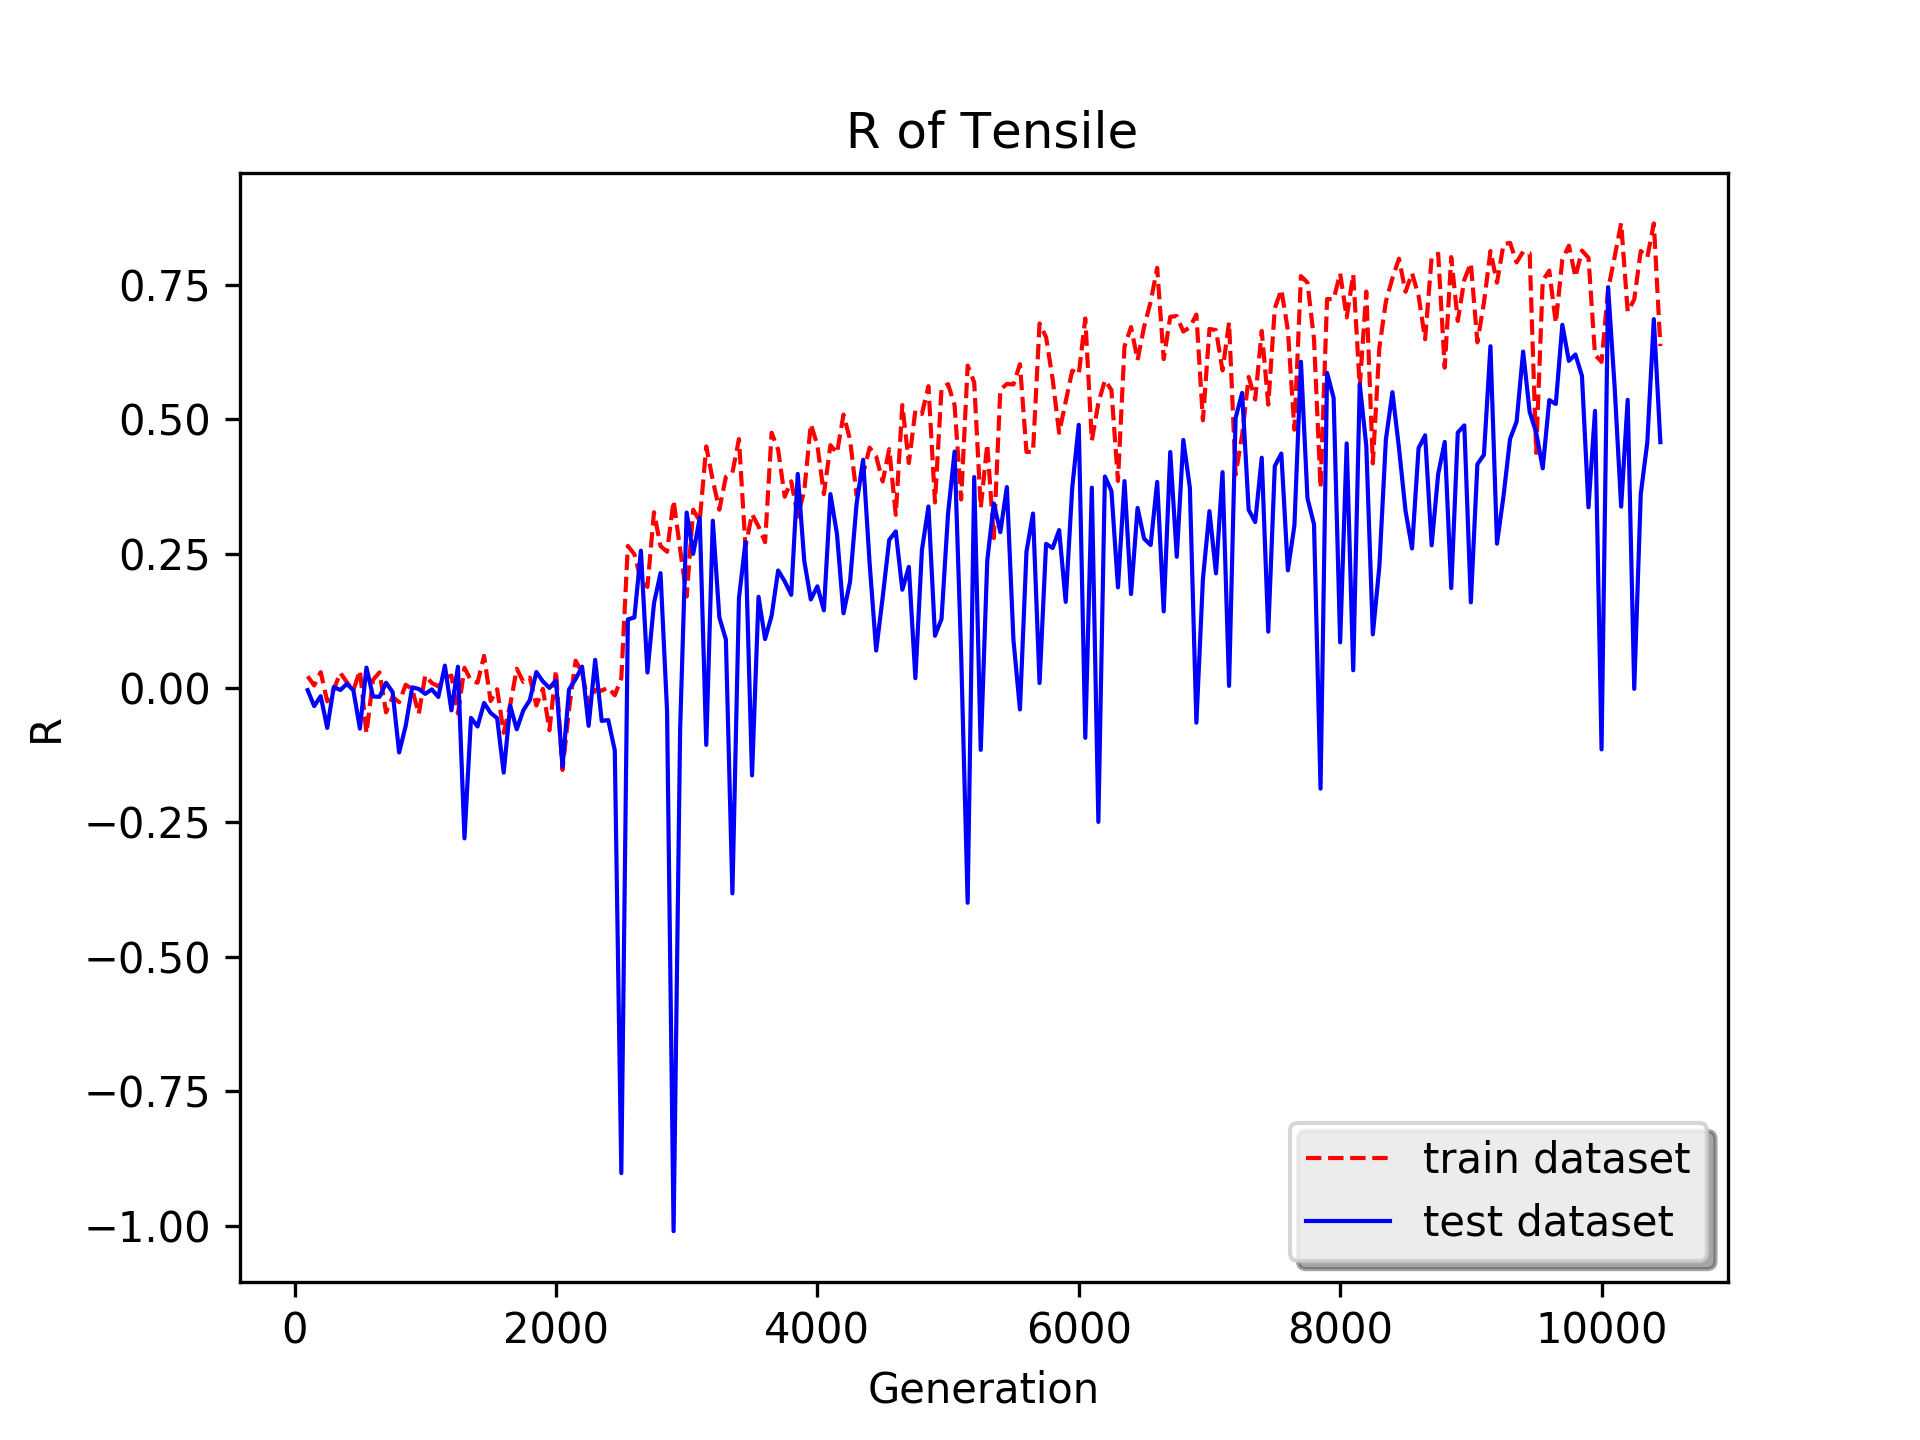 R of Tensile
0.75
0.50
0.25
0.00
−0.25
−0.50
−0.75
−1.00
R
0 2000 4000 6000 8000 10000
Generation
train dataset
test dataset